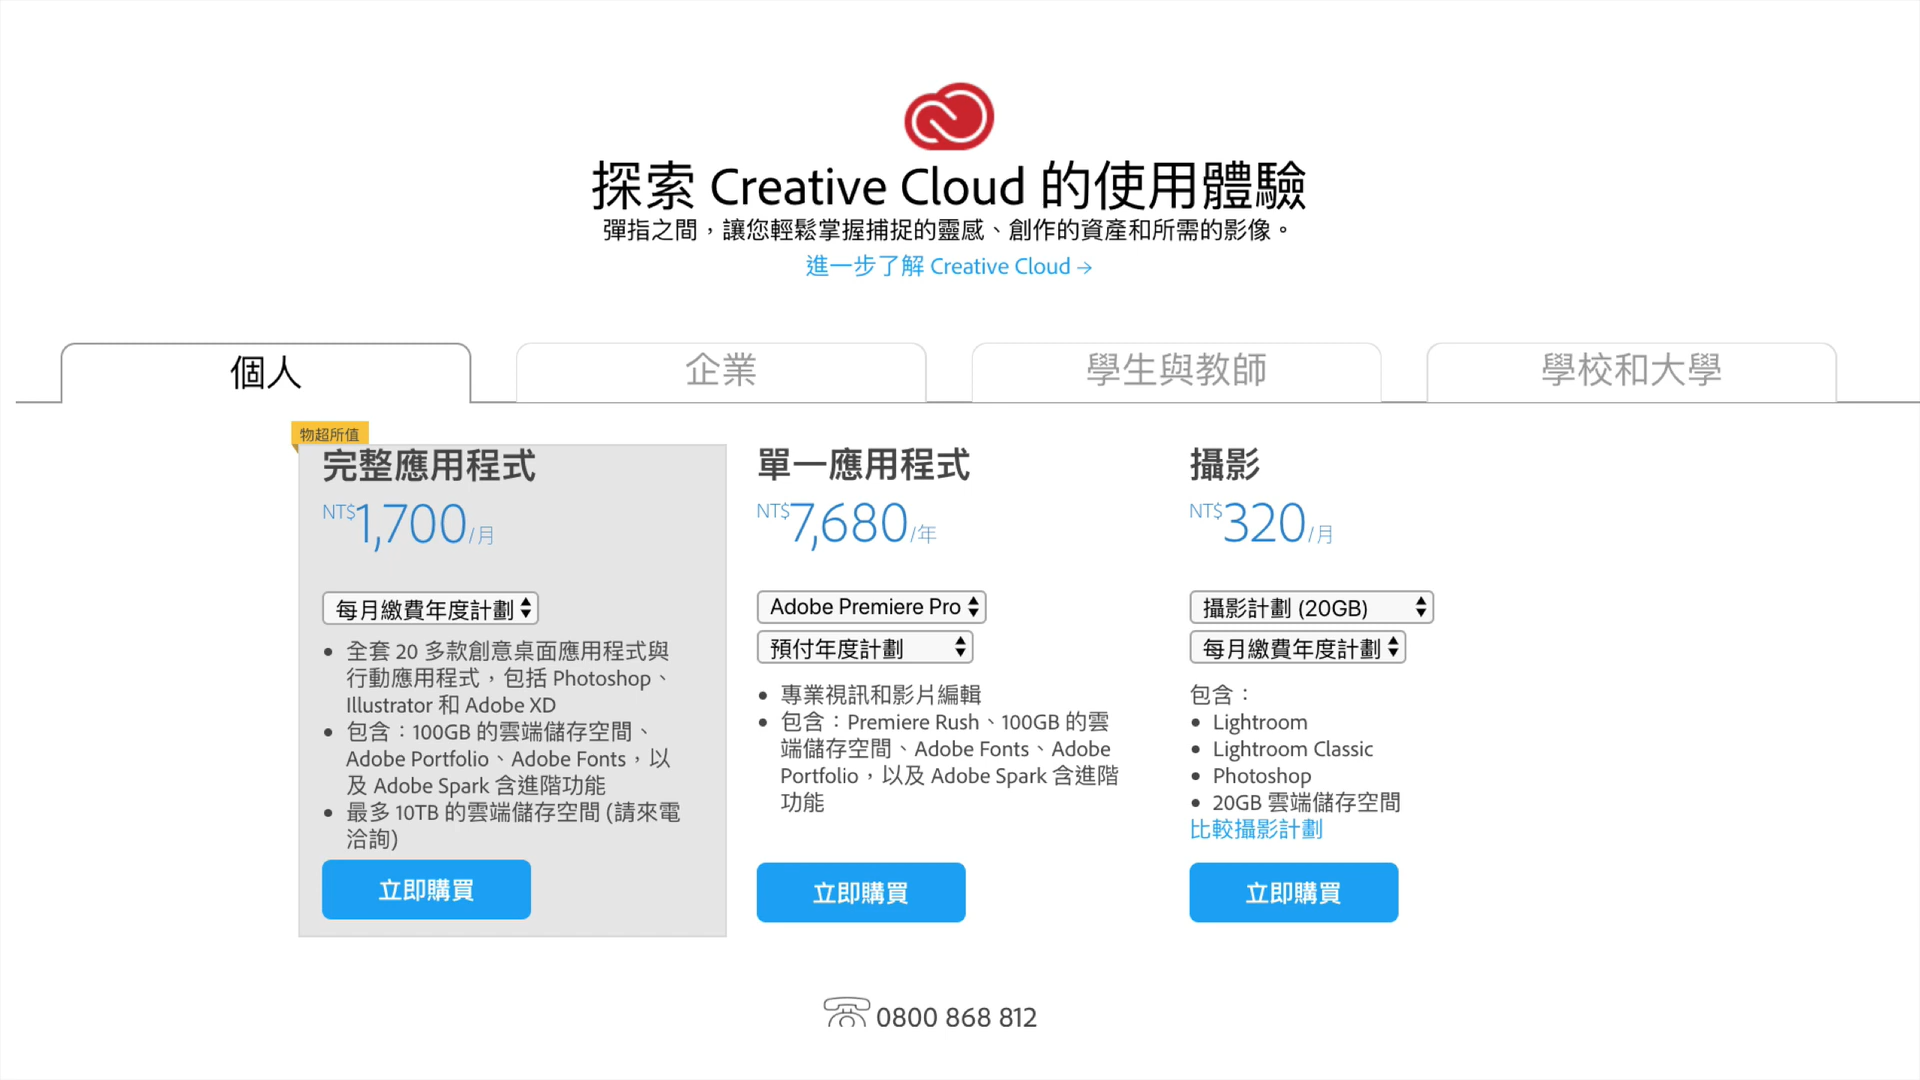 探索 Creative Cloud 的使用體驗
彈指之間，讓您輕鬆掌握捕捉的靈感、創作的資產和所需的影像。
進一步了解 Creative Cloud →
個人
企業
學生與教師
學校和大學
物超所值
完整應用程式
NT$1,700/月
每月繳費年度計劃
• 全套 20 多款創意桌面應用程式與
行動應用程式，包括 Photoshop、
Illustrator 和 Adobe XD
• 包含：100GB 的雲端儲存空間、
Adobe Portfolio、Adobe Fonts，以
及 Adobe Spark 含進階功能
• 最多 10TB 的雲端儲存空間 (請來電
洽詢)
立即購買
單一應用程式
NT$7,680/年
Adobe Premiere Pro
預付年度計劃
• 專業視訊和影片編輯
• 包含：Premiere Rush、100GB 的雲
端儲存空間、Adobe Fonts、Adobe
Portfolio，以及 Adobe Spark 含進階
功能
立即購買
攝影
NT$320/月
攝影計劃 (20GB)
每月繳費年度計劃
包含：
• Lightroom
• Lightroom Classic
• Photoshop
• 20GB 雲端儲存空間
比較攝影計劃
立即購買
0800 868 812